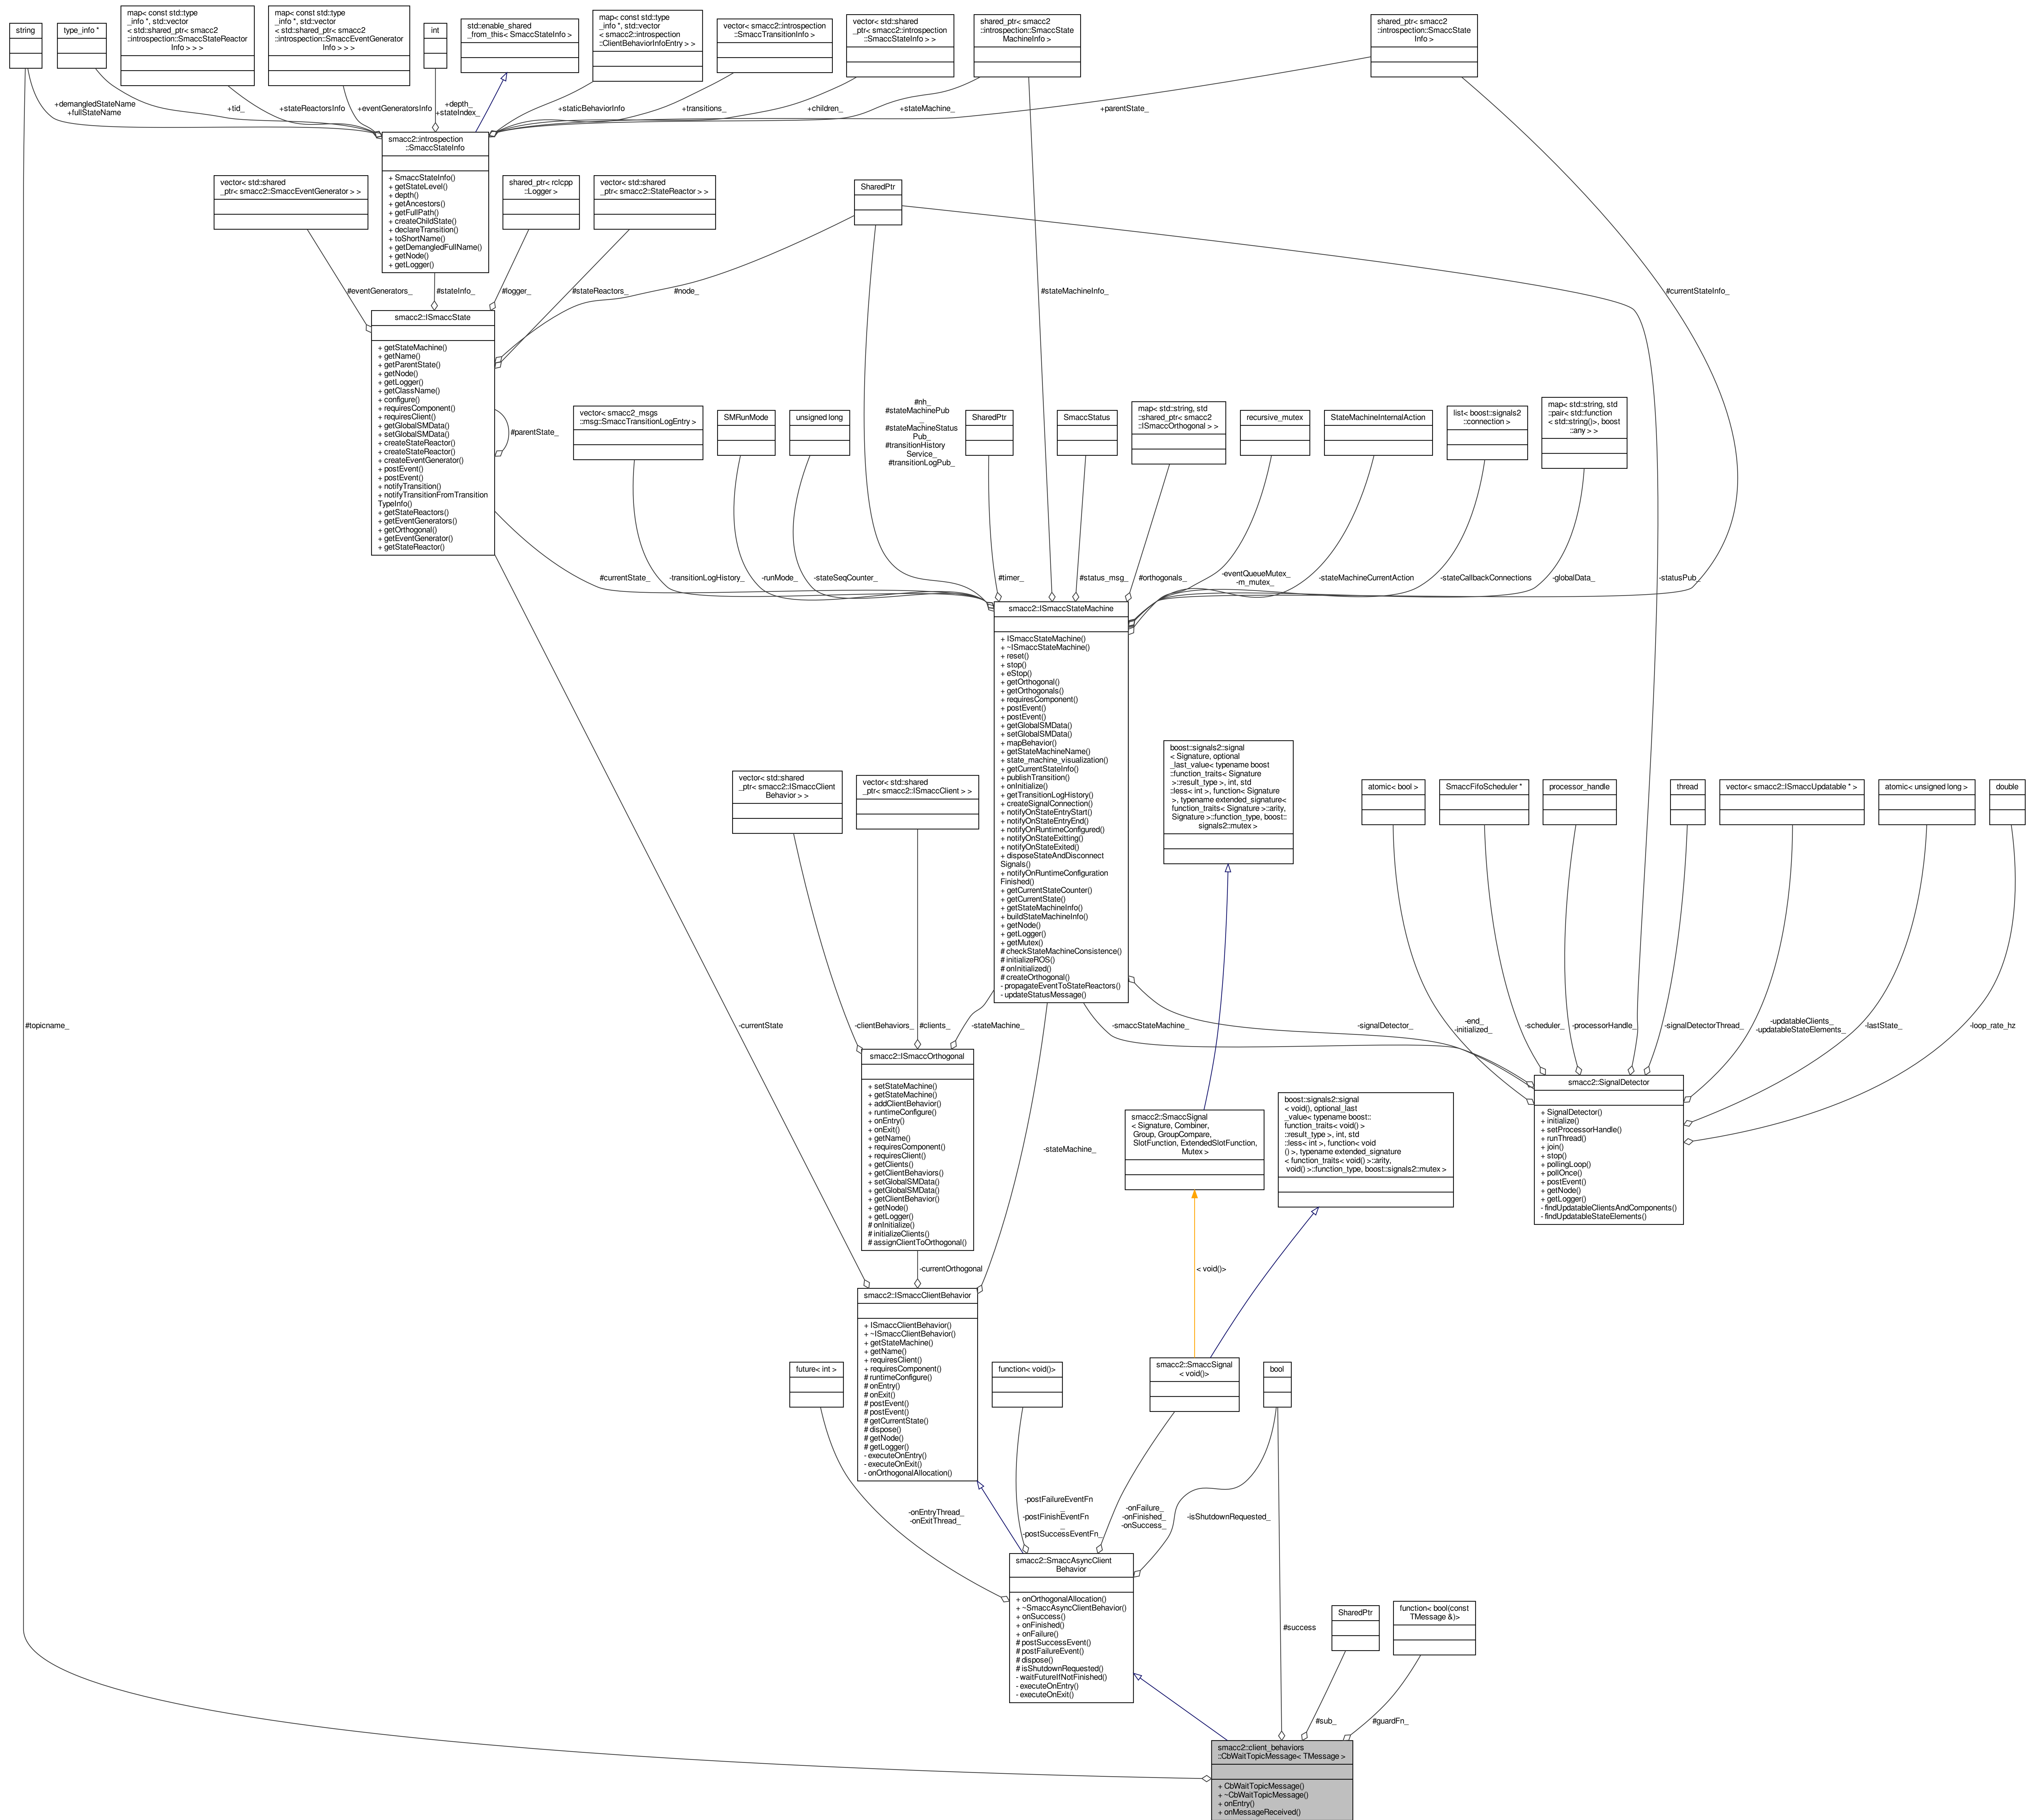 string
type_info *
map< const std::type
_info *, std::vector
< std::shared_ptr< smacc2
::introspection::SmaccStateReactor
Info > > >
map< const std::type
_info *, std::vector
< std::shared_ptr< smacc2
::introspection::SmaccEventGenerator
Info > > >
int
std::enable_shared
_from_this< SmaccStateInfo >
map< const std::type
_info *, std::vector
< smacc2::introspection
::ClientBehaviorInfoEntry > >
vector< smacc2::introspection
::SmaccTransitionInfo >
vector< std::shared
_ptr< smacc2::introspection
::SmaccStateInfo > >
shared_ptr< smacc2
::introspection::SmaccState
MachineInfo >
shared_ptr< smacc2
::introspection::SmaccState
Info >
+demangledStateName
+fullStateName
+tid_
+stateReactorsInfo
+eventGeneratorsInfo
+depth_
+stateIndex_
+staticBehaviorInfo
+transitions_
+children_
+stateMachine_
+parentState_
smacc2::introspection
::SmaccStateInfo
+ SmaccStateInfo()
+ getStateLevel()
+ depth()
+ getAncestors()
+ getFullPath()
+ createChildState()
+ declareTransition()
+ toShortName()
+ getDemangledFullName()
+ getNode()
+ getLogger()
vector< std::shared
_ptr< smacc2::SmaccEventGenerator > >
shared_ptr< rclcpp
::Logger >
vector< std::shared
_ptr< smacc2::StateReactor > >
SharedPtr
#eventGenerators_
#stateInfo_
#logger_
#stateReactors_
#node_
#stateMachineInfo_
#currentStateInfo_
smacc2::ISmaccState
+ getStateMachine()
+ getName()
+ getParentState()
+ getNode()
+ getLogger()
+ getClassName()
+ configure()
+ requiresComponent()
+ requiresClient()
+ getGlobalSMData()
+ setGlobalSMData()
+ createStateReactor()
+ createStateReactor()
+ createEventGenerator()
+ postEvent()
+ postEvent()
+ notifyTransition()
+ notifyTransitionFromTransition
TypeInfo()
+ getStateReactors()
+ getEventGenerators()
+ getOrthogonal()
+ getEventGenerator()
+ getStateReactor()
#parentState_
vector< smacc2_msgs
::msg::SmaccTransitionLogEntry >
SMRunMode
unsigned long
#nh_
#stateMachinePub
_
#stateMachineStatus
Pub_
#transitionHistory
Service_
#transitionLogPub_
SharedPtr
SmaccStatus
map< std::string, std
::shared_ptr< smacc2
::ISmaccOrthogonal > >
recursive_mutex
StateMachineInternalAction
list< boost::signals2
::connection >
map< std::string, std
::pair< std::function
< std::string()>, boost
::any > >
#currentState_
-transitionLogHistory_
-runMode_
-stateSeqCounter_
#timer_
#status_msg_
#orthogonals_
-eventQueueMutex_
-m_mutex_
-stateMachineCurrentAction
-stateCallbackConnections
-globalData_
-statusPub_
smacc2::ISmaccStateMachine
+ ISmaccStateMachine()
+ ~ISmaccStateMachine()
+ reset()
+ stop()
+ eStop()
+ getOrthogonal()
+ getOrthogonals()
+ requiresComponent()
+ postEvent()
+ postEvent()
+ getGlobalSMData()
+ setGlobalSMData()
+ mapBehavior()
+ getStateMachineName()
+ state_machine_visualization()
+ getCurrentStateInfo()
+ publishTransition()
+ onInitialize()
+ getTransitionLogHistory()
+ createSignalConnection()
+ notifyOnStateEntryStart()
+ notifyOnStateEntryEnd()
+ notifyOnRuntimeConfigured()
+ notifyOnStateExitting()
+ notifyOnStateExited()
+ disposeStateAndDisconnect
Signals()
+ notifyOnRuntimeConfiguration
Finished()
+ getCurrentStateCounter()
+ getCurrentState()
+ getStateMachineInfo()
+ buildStateMachineInfo()
+ getNode()
+ getLogger()
+ getMutex()
# checkStateMachineConsistence()
# initializeROS()
# onInitialized()
# createOrthogonal()
- propagateEventToStateReactors()
- updateStatusMessage()
boost::signals2::signal
< Signature, optional
_last_value< typename boost
::function_traits< Signature
>::result_type >, int, std
::less< int >, function< Signature
>, typename extended_signature<
function_traits< Signature >::arity,
Signature >::function_type, boost::
signals2::mutex >
vector< std::shared
_ptr< smacc2::ISmaccClient
Behavior > >
vector< std::shared
_ptr< smacc2::ISmaccClient > >
atomic< bool >
SmaccFifoScheduler *
processor_handle
thread
vector< smacc2::ISmaccUpdatable * >
atomic< unsigned long >
double
#topicname_
-currentState
-clientBehaviors_
#clients_
-stateMachine_
-smaccStateMachine_
-signalDetector_
-end_
-initialized_
-scheduler_
-processorHandle_
-signalDetectorThread_
-updatableClients_
-updatableStateElements_
-lastState_
-loop_rate_hz
smacc2::ISmaccOrthogonal
+ setStateMachine()
+ getStateMachine()
+ addClientBehavior()
+ runtimeConfigure()
+ onEntry()
+ onExit()
+ getName()
+ requiresComponent()
+ requiresClient()
+ getClients()
+ getClientBehaviors()
+ setGlobalSMData()
+ getGlobalSMData()
+ getClientBehavior()
+ getNode()
+ getLogger()
# onInitialize()
# initializeClients()
# assignClientToOrthogonal()
-stateMachine_
smacc2::SmaccSignal
< Signature, Combiner,
Group, GroupCompare,
SlotFunction, ExtendedSlotFunction,
Mutex >
boost::signals2::signal
< void(), optional_last
_value< typename boost::
function_traits< void() >
::result_type >, int, std
::less< int >, function< void
() >, typename extended_signature
< function_traits< void() >::arity,
void() >::function_type, boost::signals2::mutex >
smacc2::SignalDetector
+ SignalDetector()
+ initialize()
+ setProcessorHandle()
+ runThread()
+ join()
+ stop()
+ pollingLoop()
+ pollOnce()
+ postEvent()
+ getNode()
+ getLogger()
- findUpdatableClientsAndComponents()
- findUpdatableStateElements()
-currentOrthogonal
< void()>
smacc2::ISmaccClientBehavior
+ ISmaccClientBehavior()
+ ~ISmaccClientBehavior()
+ getStateMachine()
+ getName()
+ requiresClient()
+ requiresComponent()
# runtimeConfigure()
# onEntry()
# onExit()
# postEvent()
# postEvent()
# getCurrentState()
# dispose()
# getNode()
# getLogger()
- executeOnEntry()
- executeOnExit()
- onOrthogonalAllocation()
future< int >
function< void()>
smacc2::SmaccSignal
< void()>
bool
-onEntryThread_
-onExitThread_
-postFailureEventFn
_
-postFinishEventFn
_
-postSuccessEventFn_
-onFailure_
-onFinished_
-onSuccess_
-isShutdownRequested_
smacc2::SmaccAsyncClient
Behavior
+ onOrthogonalAllocation()
+ ~SmaccAsyncClientBehavior()
+ onSuccess()
+ onFinished()
+ onFailure()
# postSuccessEvent()
# postFailureEvent()
# dispose()
# isShutdownRequested()
- waitFutureIfNotFinished()
- executeOnEntry()
- executeOnExit()
#success
SharedPtr
function< bool(const
TMessage &)>
#sub_
#guardFn_
smacc2::client_behaviors
::CbWaitTopicMessage< TMessage >
+ CbWaitTopicMessage()
+ ~CbWaitTopicMessage()
+ onEntry()
+ onMessageReceived()